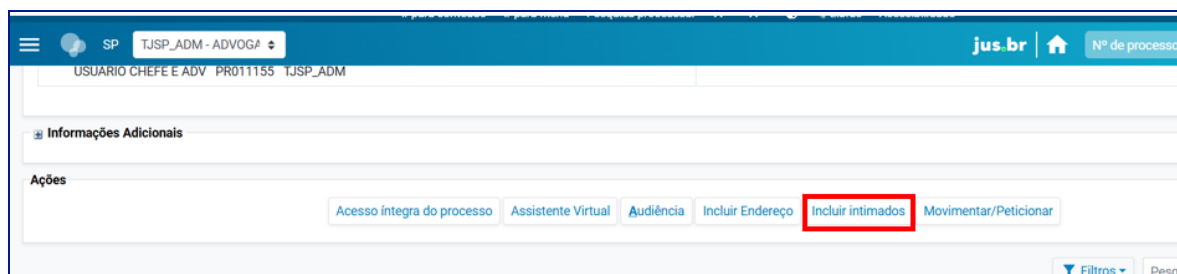 SP TJSP_ADM - ADVOGA jus.br Nº de processo
USUARIO CHEFE E ADV PR011155 TJSP_ADM
Informações Adicionais
Ações
Acesso íntegra do processo Assistente Virtual Audiência Incluir Endereço Incluir intimados Movimentar/Peticionar
Filtros Pesq